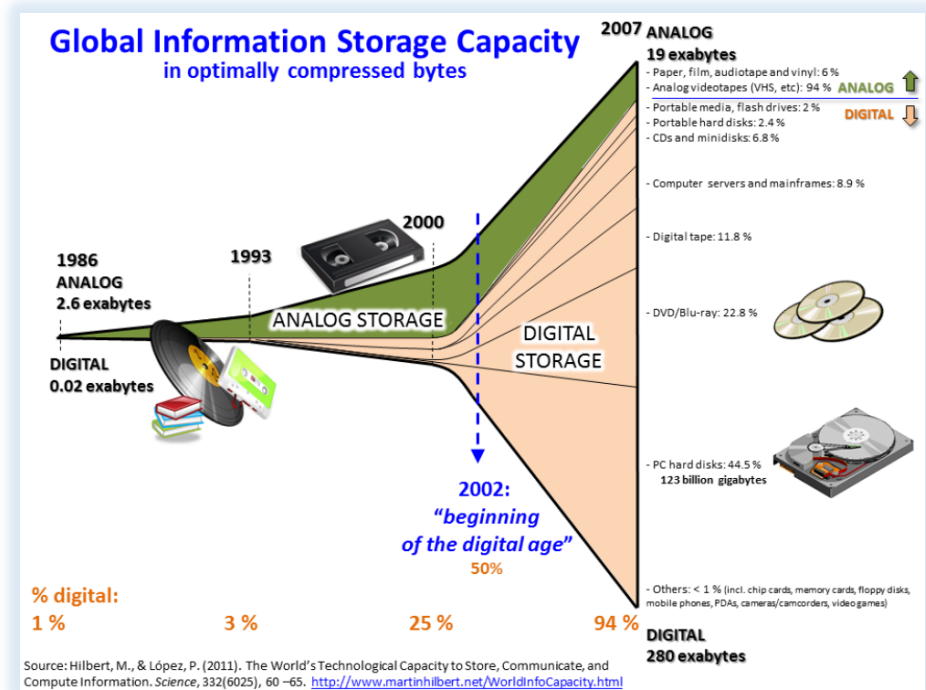 Global Information Storage Capacity
in optimally compressed bytes
2007 ANALOG
19 exabytes
- Paper, film, audiotape and vinyl: 6 %
- Analog videotapes (VHS, etc): 94 % ANALOG
- Portable media, flash drives: 2 %
DIGITAL
- Portable hard disks: 2.4 %
- CDs and minidisks: 6.8 %
- Computer servers and mainframes: 8.9 %
- Digital tape: 11.8 %
- DVD/Blu-ray: 22.8 %
- PC hard disks: 44.5 %
123 billion gigabytes
- Others: < 1 % (incl. chip cards, memory cards, floppy disks,
mobile phones, PDAs, cameras/camcorders, video games)
DIGITAL
280 exabytes
1986
ANALOG
2.6 exabytes
DIGITAL
0.02 exabytes
1993
2000
ANALOG STORAGE
DIGITAL
STORAGE
2002:
“beginning
of the digital age”
50%
% digital:
1 % 3 % 25 % 94 %
Source: Hilbert, M., & López, P. (2011). The World’s Technological Capacity to Store, Communicate, and
Compute Information. Science, 332(6025), 60 –65. http://www.martinhilbert.net/WorldInfoCapacity.html